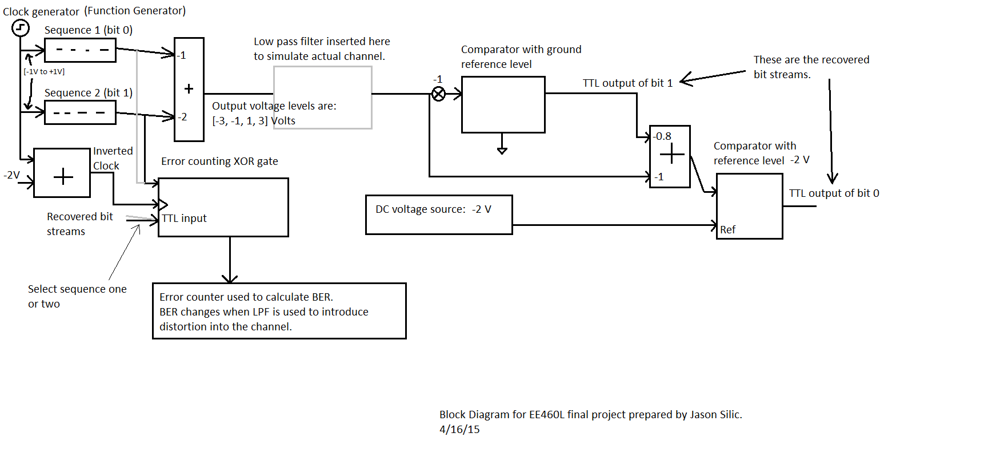 Clock generator (Function Generator)
Sequence 1 (bit 0)
[-1V to +1V]
Sequence 2 (bit 1)
-1
+
-2
Low pass filter inserted here
to simulate actual channel.
Output voltage levels are:
[-3, -1, 1, 3] Volts
-1
Comparator with ground
reference level
TTL output of bit 1
These are the recovered
bit streams.
-0.8
+
-1
Comparator with
reference level -2 V
Ref
TTL output of bit 0
DC voltage source: -2 V
-2V
+
Inverted
Clock
Error counting XOR gate
TTL input
Recovered bit
streams
Select sequence one
or two
Error counter used to calculate BER.
BER changes when LPF is used to introduce
distortion into the channel.
Block Diagram for EE460L final project prepared by Jason Silic.
4/16/15